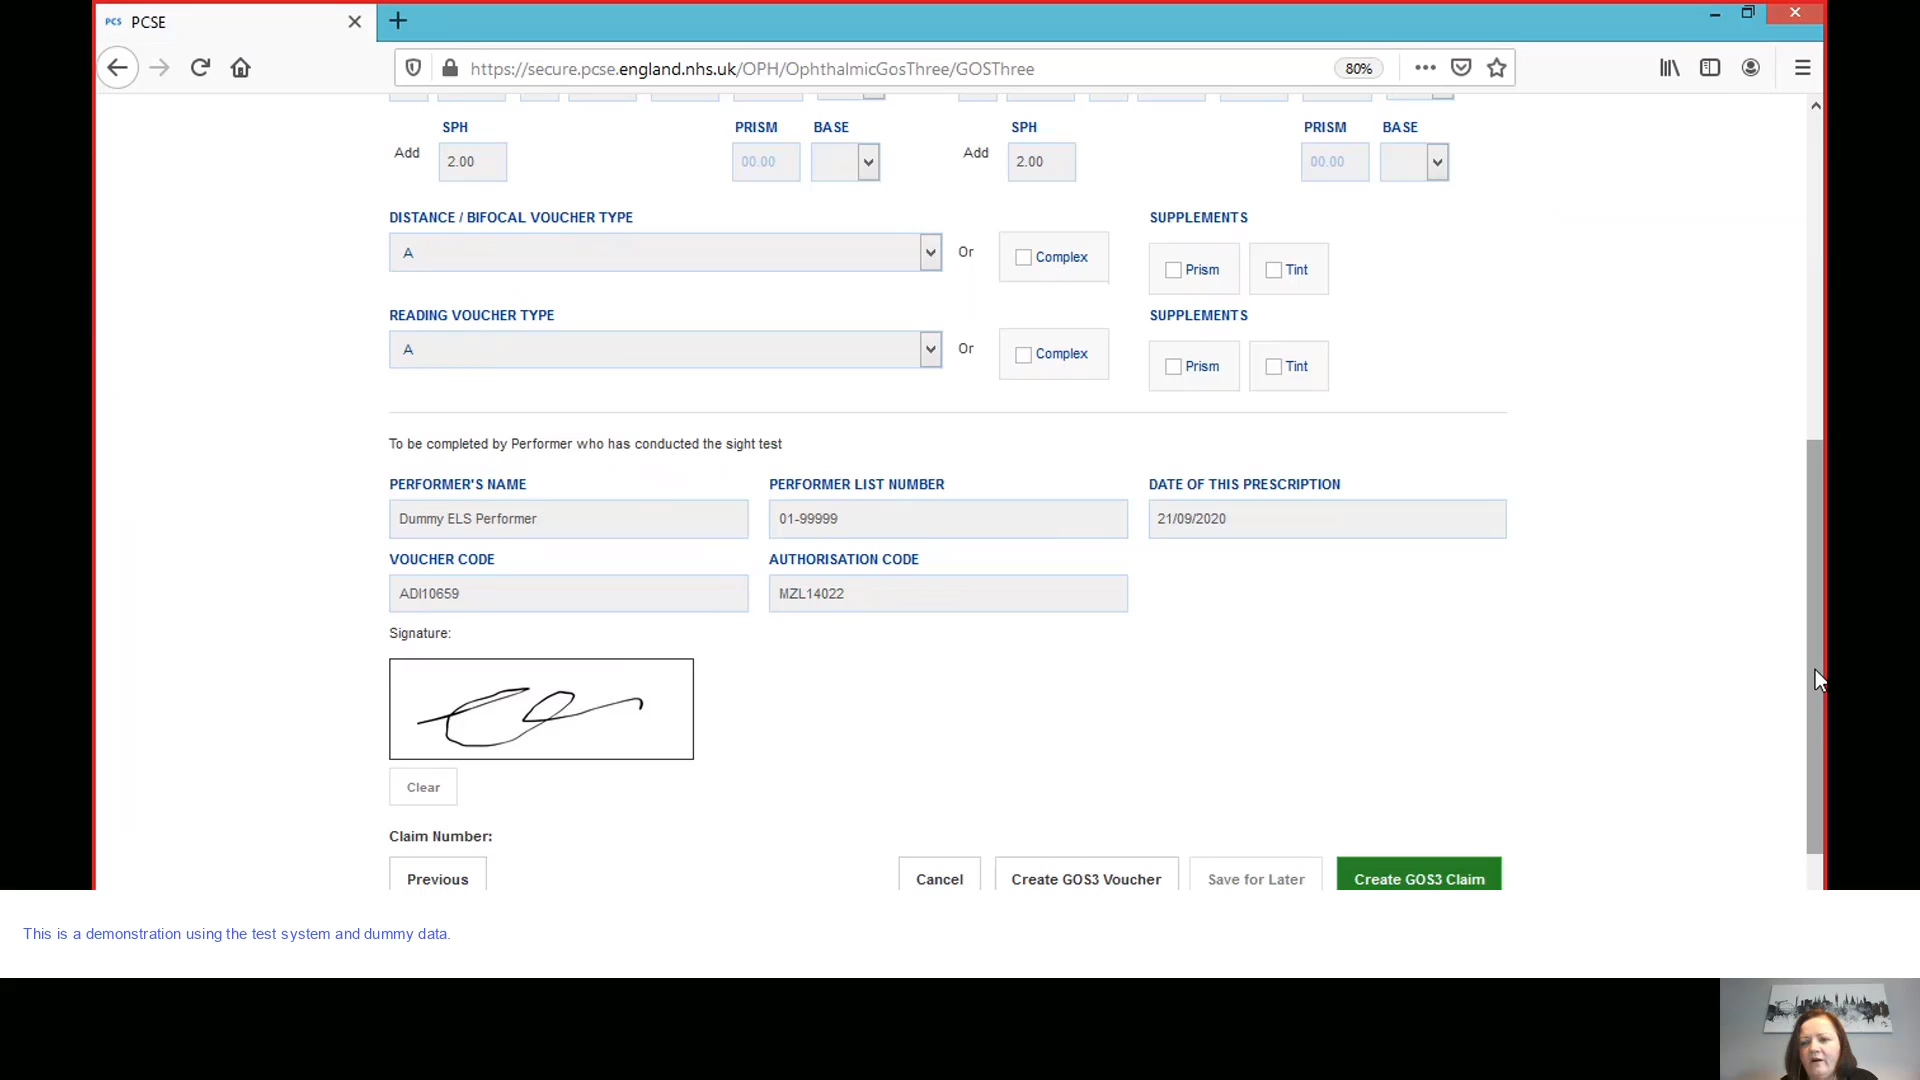 PCS PCSE
https://secure.pcse.england.nhs.uk/OPH/OphthalmicGosThree/GOSThree 80%
SPH PRISM BASE SPH PRISM BASE
Add 2.00 00.00 Add 2.00 00.00
DISTANCE / BIFOCAL VOUCHER TYPE SUPPLEMENTS
A Or Complex Prism Tint
READING VOUCHER TYPE SUPPLEMENTS
A Or Complex Prism Tint
To be completed by Performer who has conducted the sight test
PERFORMER'S NAME PERFORMER LIST NUMBER DATE OF THIS PRESCRIPTION
Dummy ELS Performer 01-99999 21/09/2020
VOUCHER CODE AUTHORISATION CODE
ADI10659 MZL14022
Signature:
Clear
Claim Number:
Previous Cancel Create GOS3 Voucher Save for Later Create GOS3 Claim
This is a demonstration using the test system and dummy data.